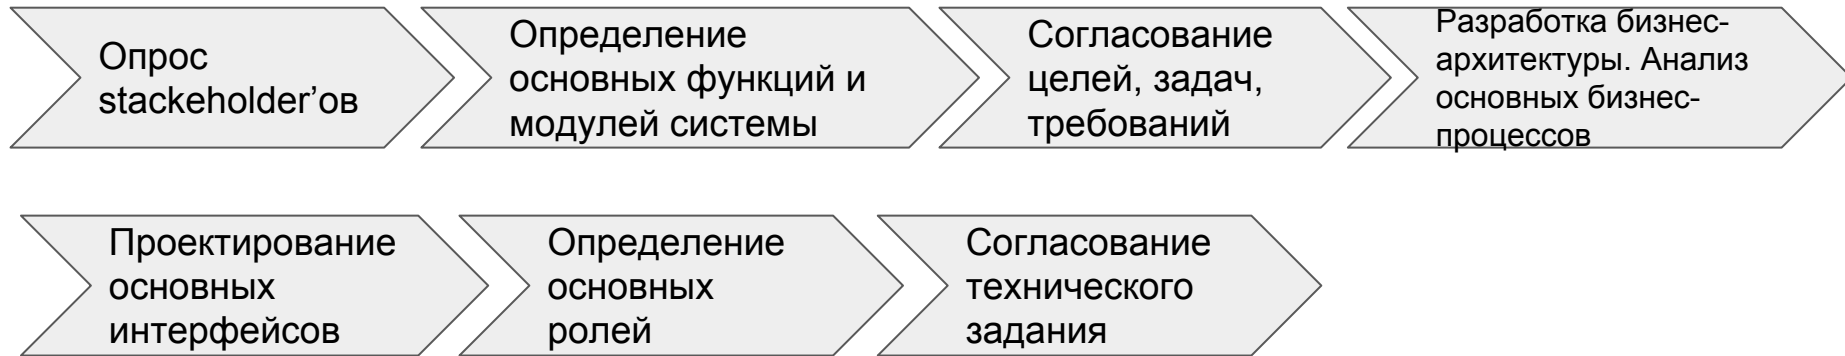 Опрос
stackeholder’ов
Определение
основных функций и
модулей системы
Согласование
целей, задач,
требований
Разработка бизнес-
архитектуры. Анализ
основных бизнес-
процессов
Проектирование
основных
интерфейсов
Определение
основных
ролей
Согласование
технического
задания